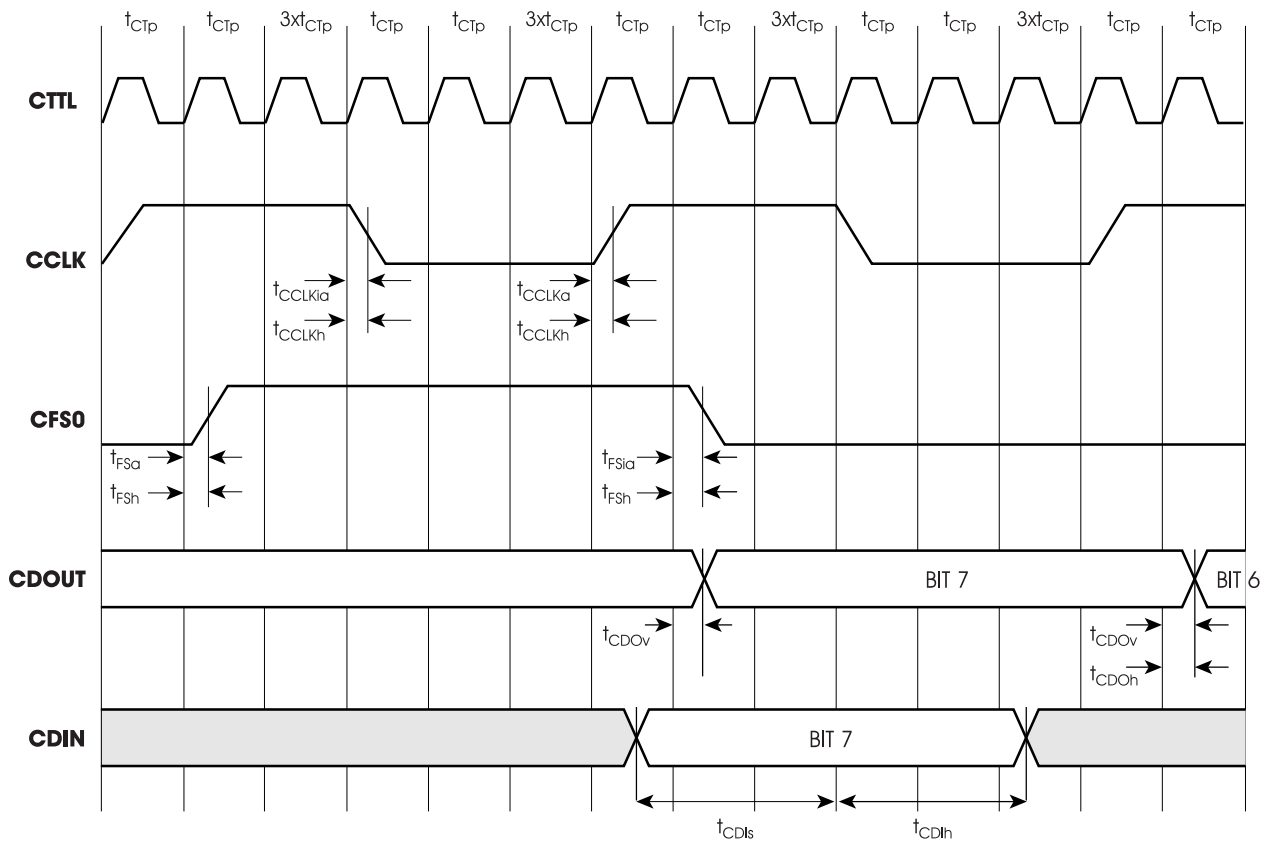 tCTp tCTp 3xtCTp tCTp tCTp 3xtCTp tCTp tCTp 3xtCTp tCTp tCTp 3xtCTp tCTp tCTp
CTTL
CCLK
tCCLKia tCCLKa
tCCLKh tCCLKh
CFS0
tFSa tFSia
tFSh tFSh
CDOUT BIT 7 BIT 6
tCDOv tCDOv
tCDOh
CDIN BIT 7
tCDIs tCDIh